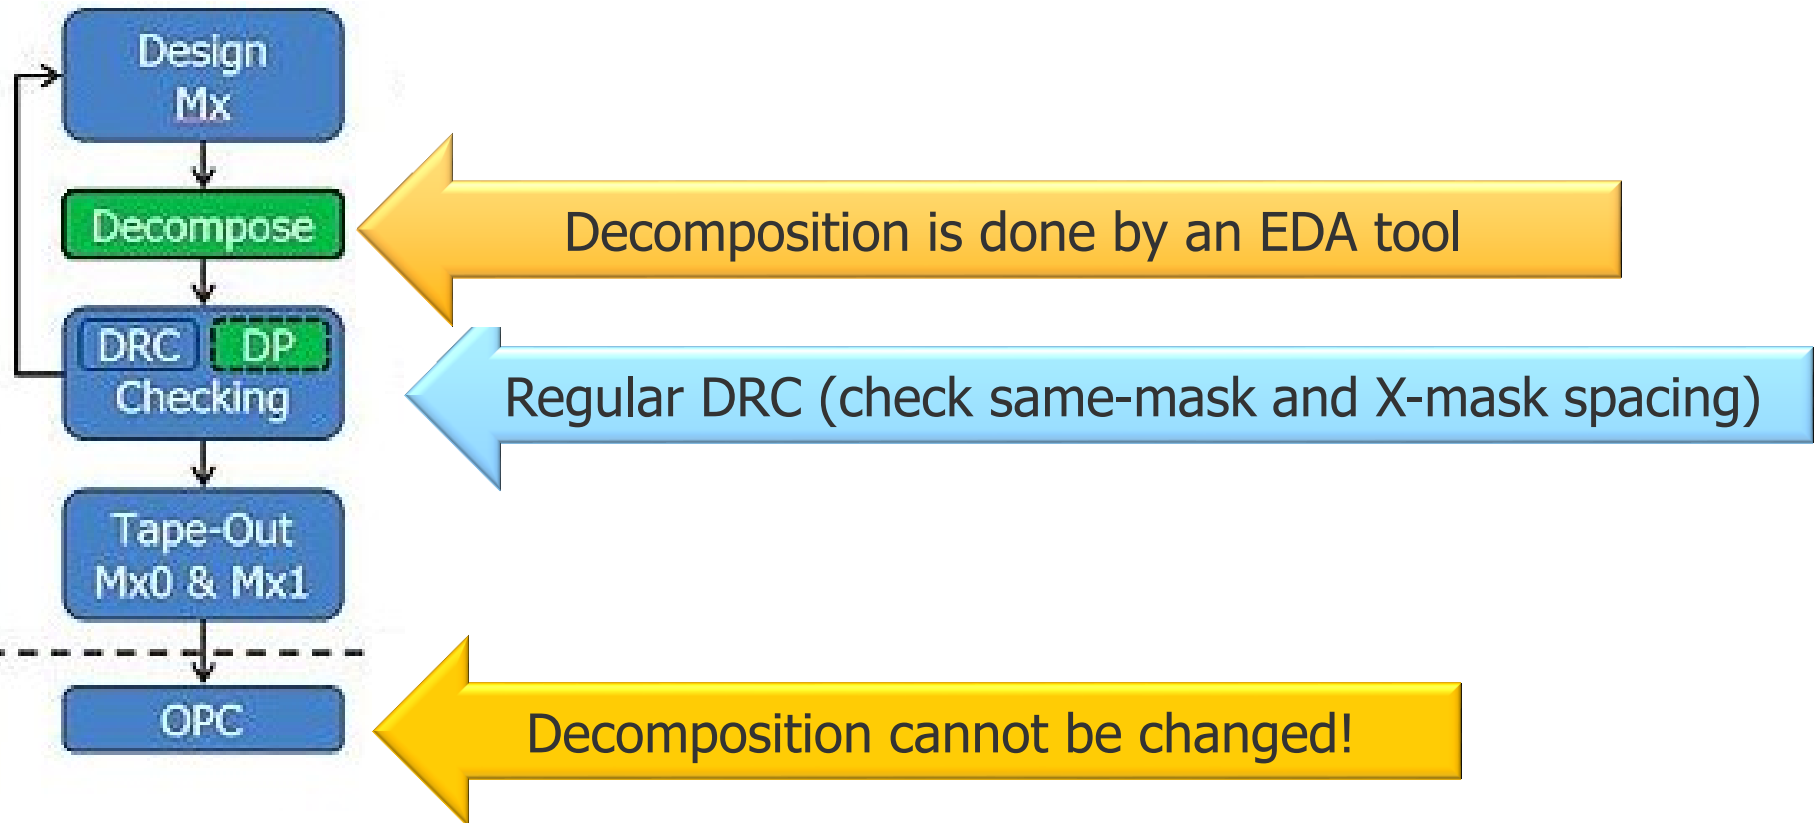 Design
Mx
Decompose
Decomposition is done by an EDA tool
DRC DP
Checking
Regular DRC (check same-mask and X-mask spacing)
Tape-Out
Mx0 & Mx1
OPC
Decomposition cannot be changed!